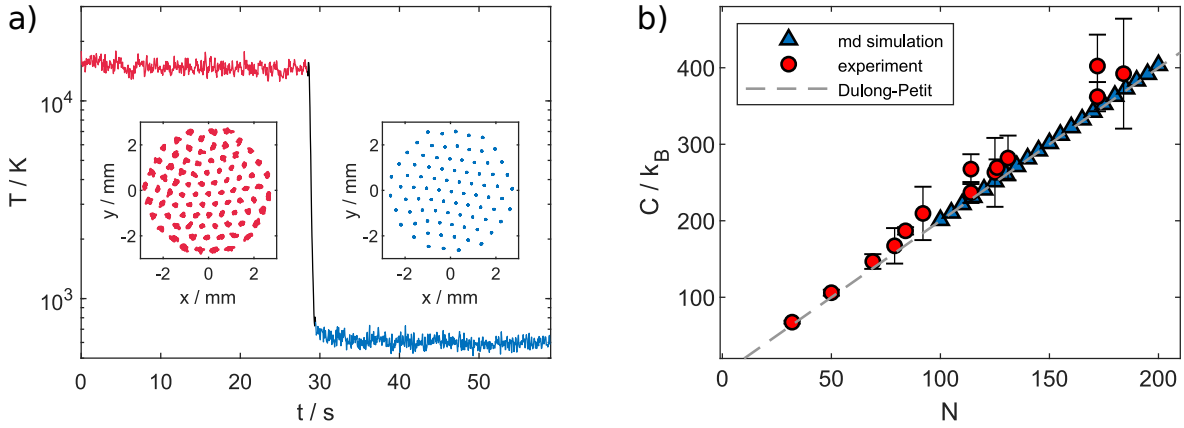 a)
T / K
10⁴
10³
0
10
20
30
40
50
t / s
y / mm
2
0
-2
-2
0
2
x / mm
y / mm
2
0
-2
-2
0
2
x / mm
b)
C / k_B
400
300
200
100
0
50
100
150
200
N
md simulation
experiment
Dulong-Petit